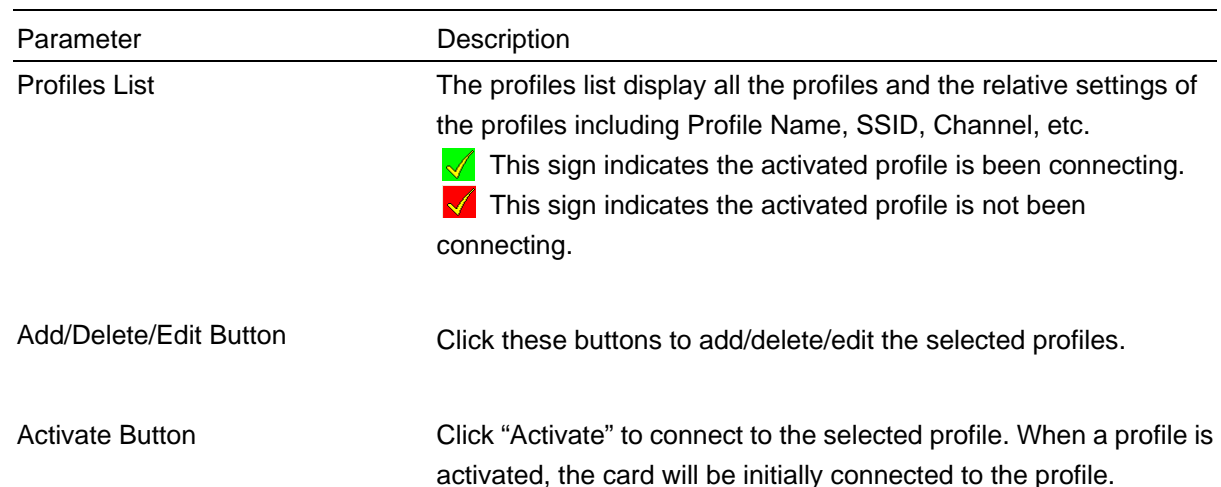 Parameter Description
Profiles List The profiles list display all the profiles and the relative settings of
the profiles including Profile Name, SSID, Channel, etc.
This sign indicates the activated profile is been connecting.
This sign indicates the activated profile is not been
connecting.
Add/Delete/Edit Button Click these buttons to add/delete/edit the selected profiles.
Activate Button Click “Activate” to connect to the selected profile. When a profile is
activated, the card will be initially connected to the profile.